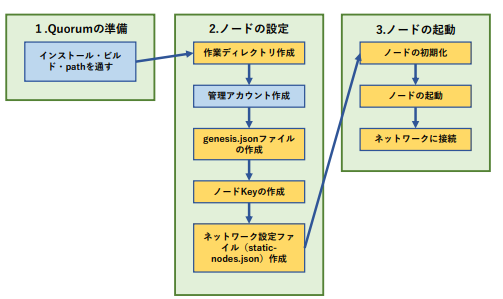 1.Quorumの準備
インストール・ビル
ド・pathを通す
2.ノードの設定
作業ディレクトリ作成
管理アカウント作成
genesis.jsonファイル
の作成
ノードKeyの作成
ネットワーク設定ファ
イル（static-
nodes.json）作成
3.ノードの起動
ノードの初期化
ノードの起動
ネットワークに接続